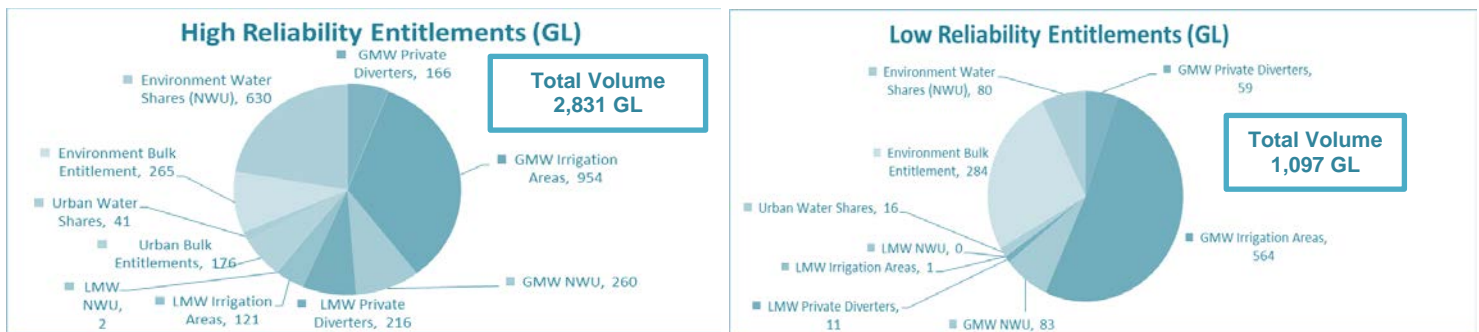 High Reliability Entitlements (GL)
GMW Private
Diverters, 166
Total Volume
2,831 GL
Environment Water
Shares (NWU), 630
Environment Bulk
Entitlement, 265
GMW Irrigation
Areas, 954
Urban Water
Shares, 41
Urban Bulk
Entitlements, 176
LMW
NWU,
2
LMW Irrigation
Areas, 121
LMW Private
Diverters, 216
GMW NWU, 260
Low Reliability Entitlements (GL)
Environment Water
Shares (NWU), 80
GMW Private Diverters,
59
Total Volume
1,097 GL
Environment Bulk
Entitlement, 284
Urban Water Shares, 16
LMW NWU, 0
LMW Irrigation Areas, 1
GMW Irrigation Areas,
564
LMW Private Diverters,
11
GMW NWU, 83